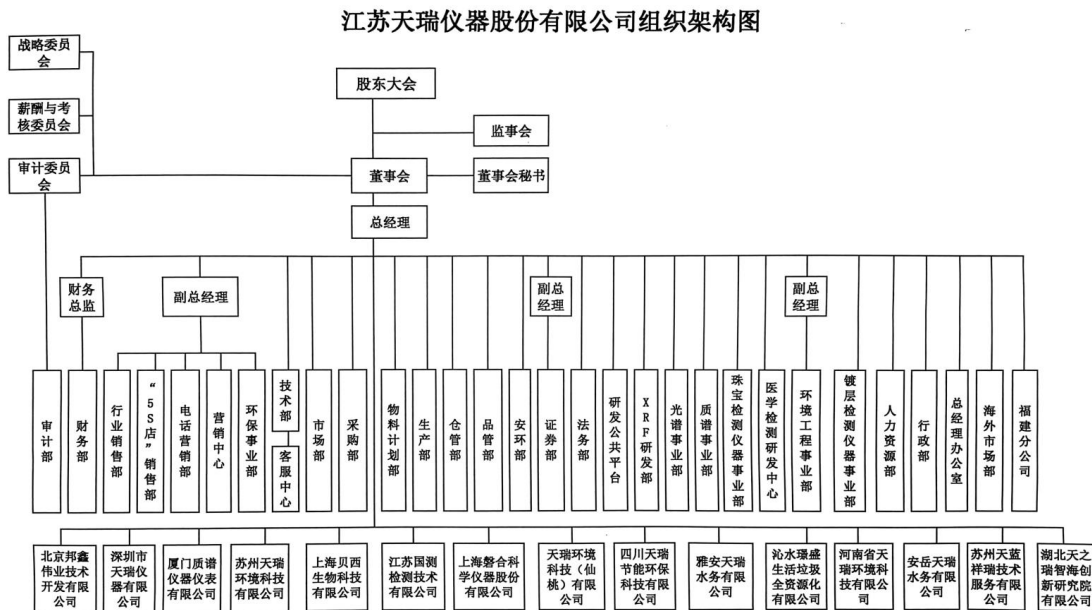 江苏天瑞仪器股份有限公司组织架构图
战略委员
会
股东大会
薪酬与考
核委员会
监事会
审计委员
会
董事会
董事会秘书
总经理
财务
总监
副总经理
副总
经理
副总
经理
审计部
财务部
行业销售部
“5S店”销售部
电话营销部
营销中心
环保事业部
技术部
客服中心
市场部
采购部
物料计划部
生产部
仓管部
品管部
安环部
证券部
法务部
研发公共平台
XRF研发部
光谱事业部
质谱事业部
珠宝检测仪器事业部
医学检测研发中心
环境工程事业部
镀层检测仪器事业部
人力资源部
行政部
总经理办公室
海外市场部
福建分公司
北京邦鑫
伟业技术
开发有限
公司
深圳市
天瑞仪
器有限
公司
厦门质谱
仪器仪表
有限公司
苏州天瑞
环境科技
有限公司
上海贝西
生物科技
有限公司
江苏国测
检测技术
有限公司
上海磐合科
学仪器股份
有限公司
天瑞环境
科技（仙
桃）有限
公司
四川天瑞
节能环保
科技有限
公司
雅安天瑞
水务有限
公司
沁水璟盛
生活垃圾
全资源化
有限公司
河南省天
瑞环境科
技有限公
司
安岳天瑞
水务有限
公司
苏州天蓝
祥瑞技术
服务有限
公司
湖北天之
瑞智海创
新研究院
有限公司